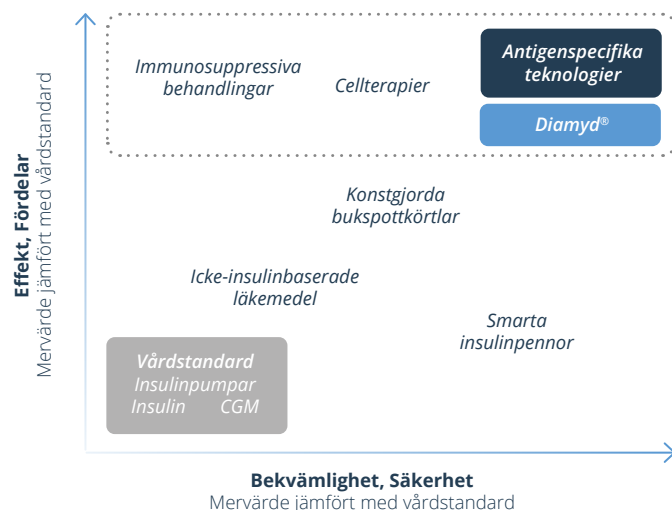 Effekt, Fördelar
Mervärde jämfört med vårdstandard
Immunosuppressiva
behandlingar
Cellterapier
Antigenspecifika
teknologier
Diamyd®
Konstgjorda
bukspottkörtlar
Icke-insulinbaserade
läkemedel
Smarta
insulinpennor
Vårdstandard
Insulinpumpar
Insulin CGM
Bekvämlighet, Säkerhet
Mervärde jämfört med vårdstandard